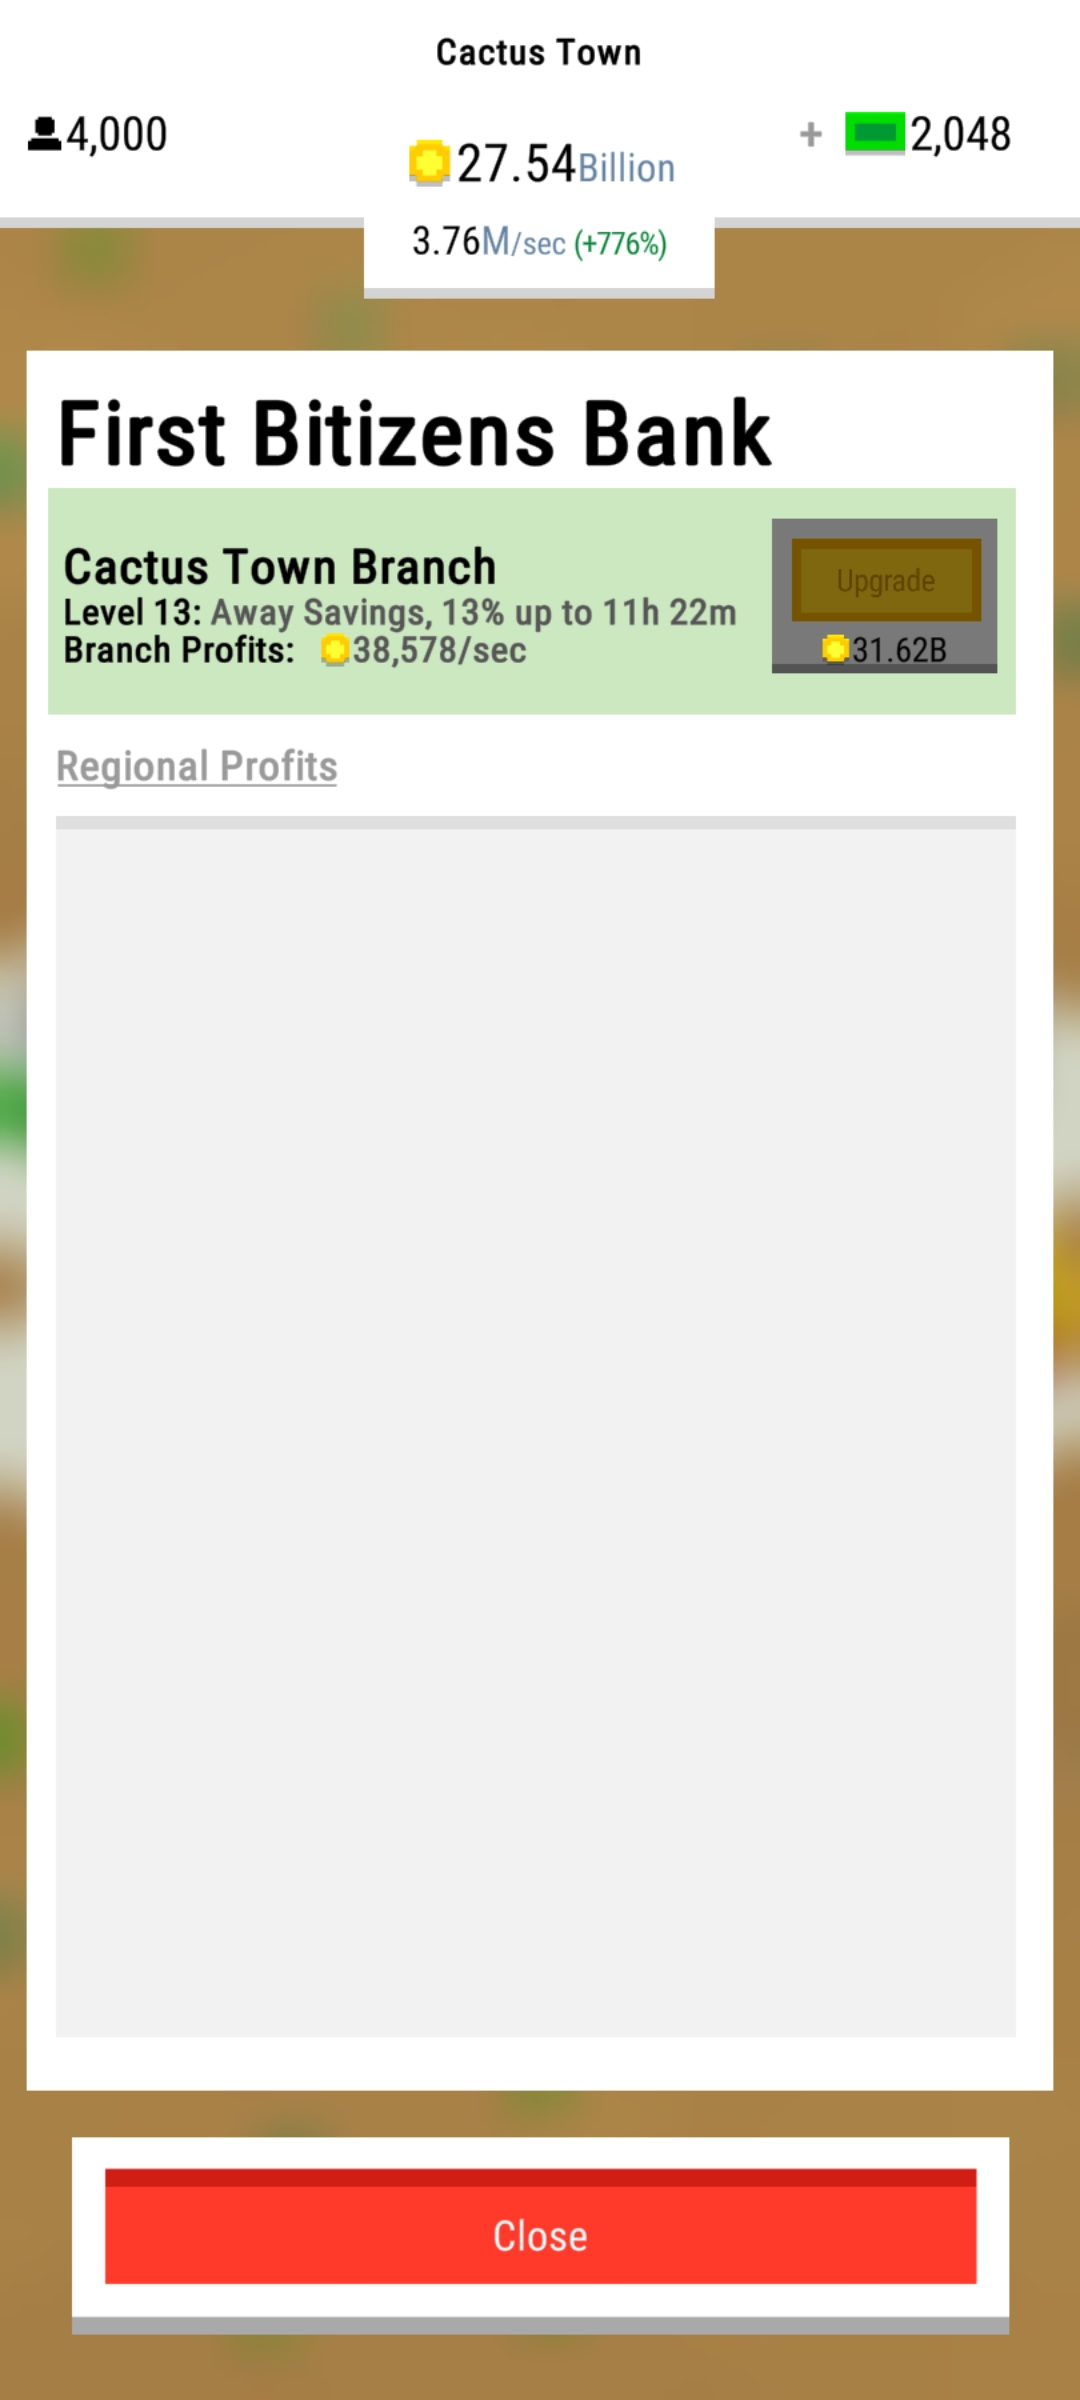 Cactus Town
4,000
27.54Billion
+ 2,048
3.76M/sec (+776%)
First Bitizens Bank
Cactus Town Branch
Level 13: Away Savings, 13% up to 11h 22m
Branch Profits: 38,578/sec
Upgrade
31.62B
Regional Profits
Close